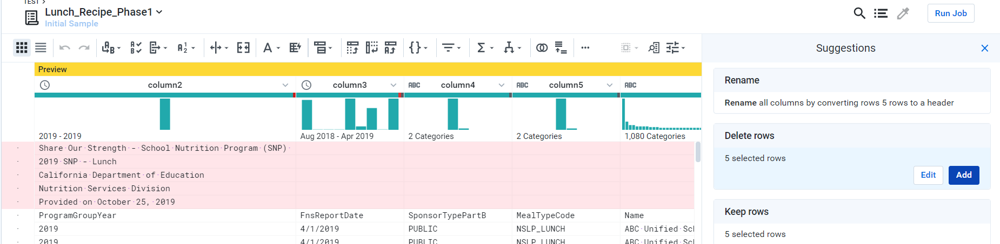 TEST
Lunch_Recipe_Phase1
Initial Sample
Run Job
Suggestions
Preview
column2
column3
ABC column4
ABC column5
ABC
2019 - 2019
Aug 2018 - Apr 2019
2 Categories
2 Categories
1,080 Categories
Share·Our·Strength·-·School·Nutrition·Program·(SNP)·
2019·SNP·-·Lunch
California·Department·of·Education
Nutrition·Services·Division
Provided·on·October·25,·2019
ProgramGroupYear FnsReportDate SponsorTypePartB MealTypeCode Name
2019 4/1/2019 PUBLIC NSLP_LUNCH ABC·Unified·Scl
2019 4/1/2019 PUBLIC NSLP_LUNCH ABC·Unified·Scl
Rename
Rename all columns by converting rows 5 rows to a header
Delete rows
5 selected rows
Edit
Add
Keep rows
5 selected rows